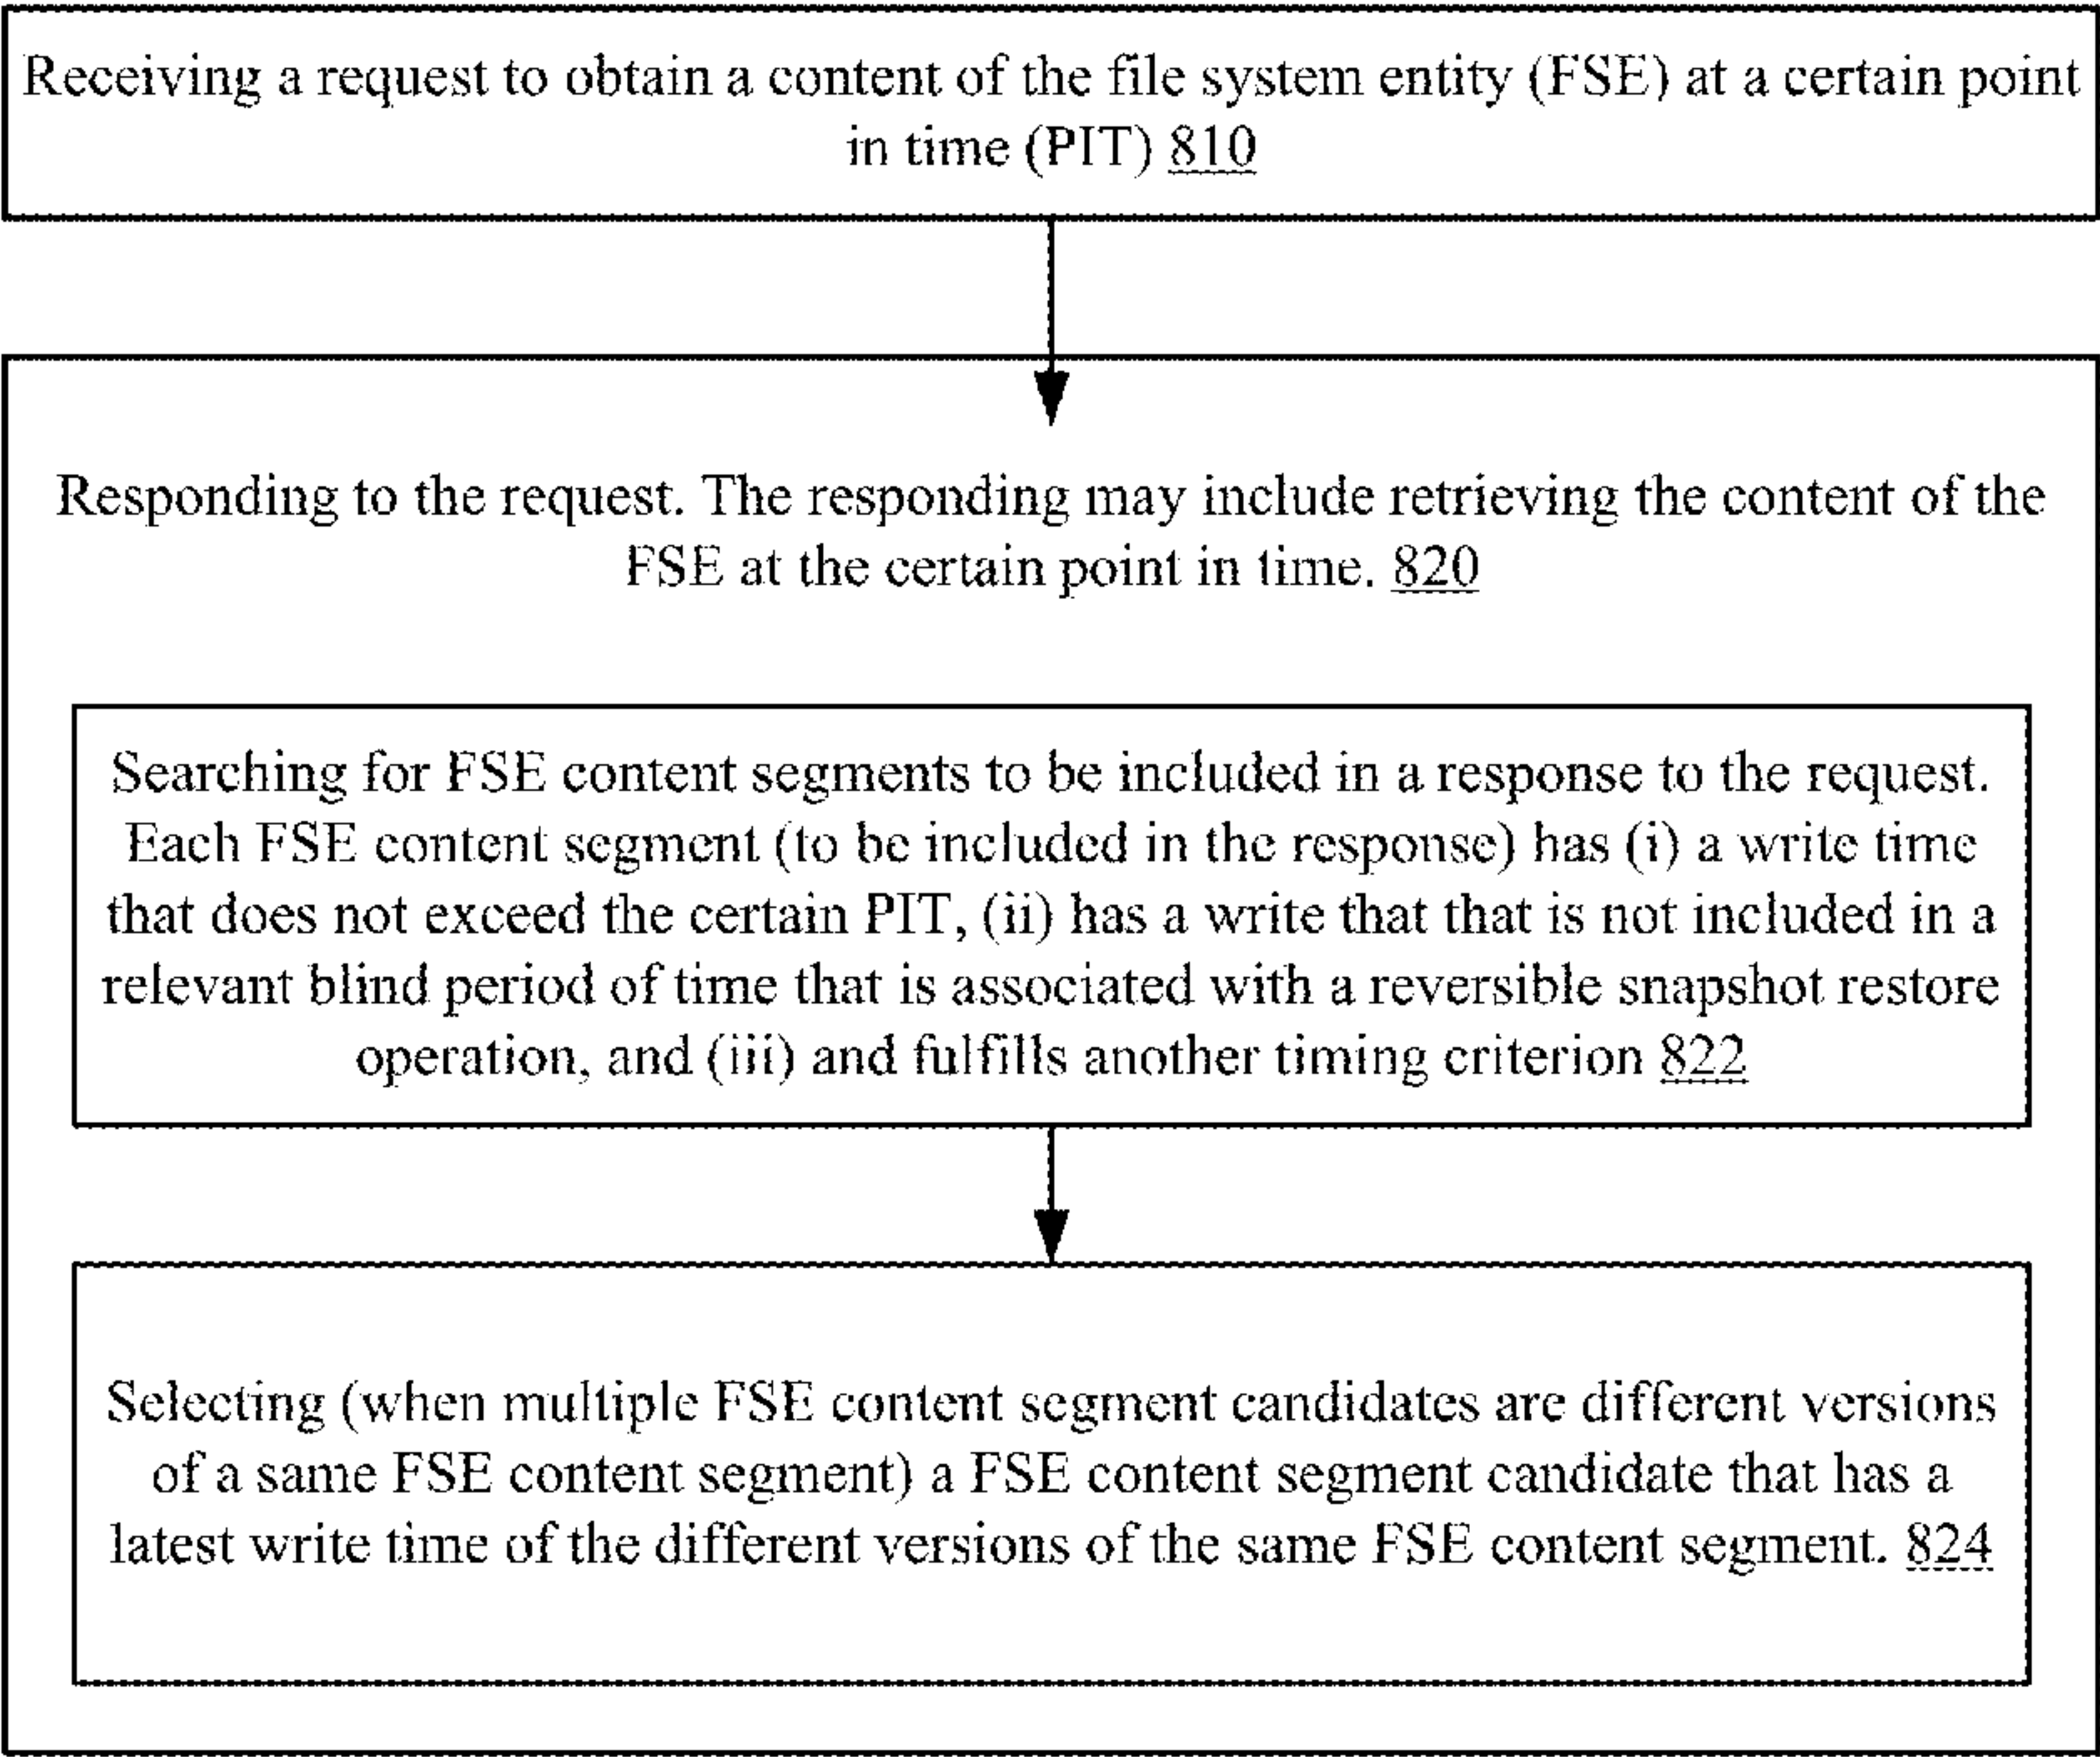 Receiving a request to obtain a content of the file system entity (FSE) at a certain point
in time (PIT) 810
Responding to the request. The responding may include retrieving the content of the
FSE at the certain point in time. 820
Searching for FSE content segments to be included in a response to the request.
Each FSE content segment (to be included in the response) has (i) a write time
that does not exceed the certain PIT, (ii) has a write that that is not included in a
relevant blind period of time that is associated with a reversible snapshot restore
operation, and (iii) and fulfills another timing criterion 822
Selecting (when multiple FSE content segment candidates are different versions
of a same FSE content segment) a FSE content segment candidate that has a
latest write time of the different versions of the same FSE content segment. 824